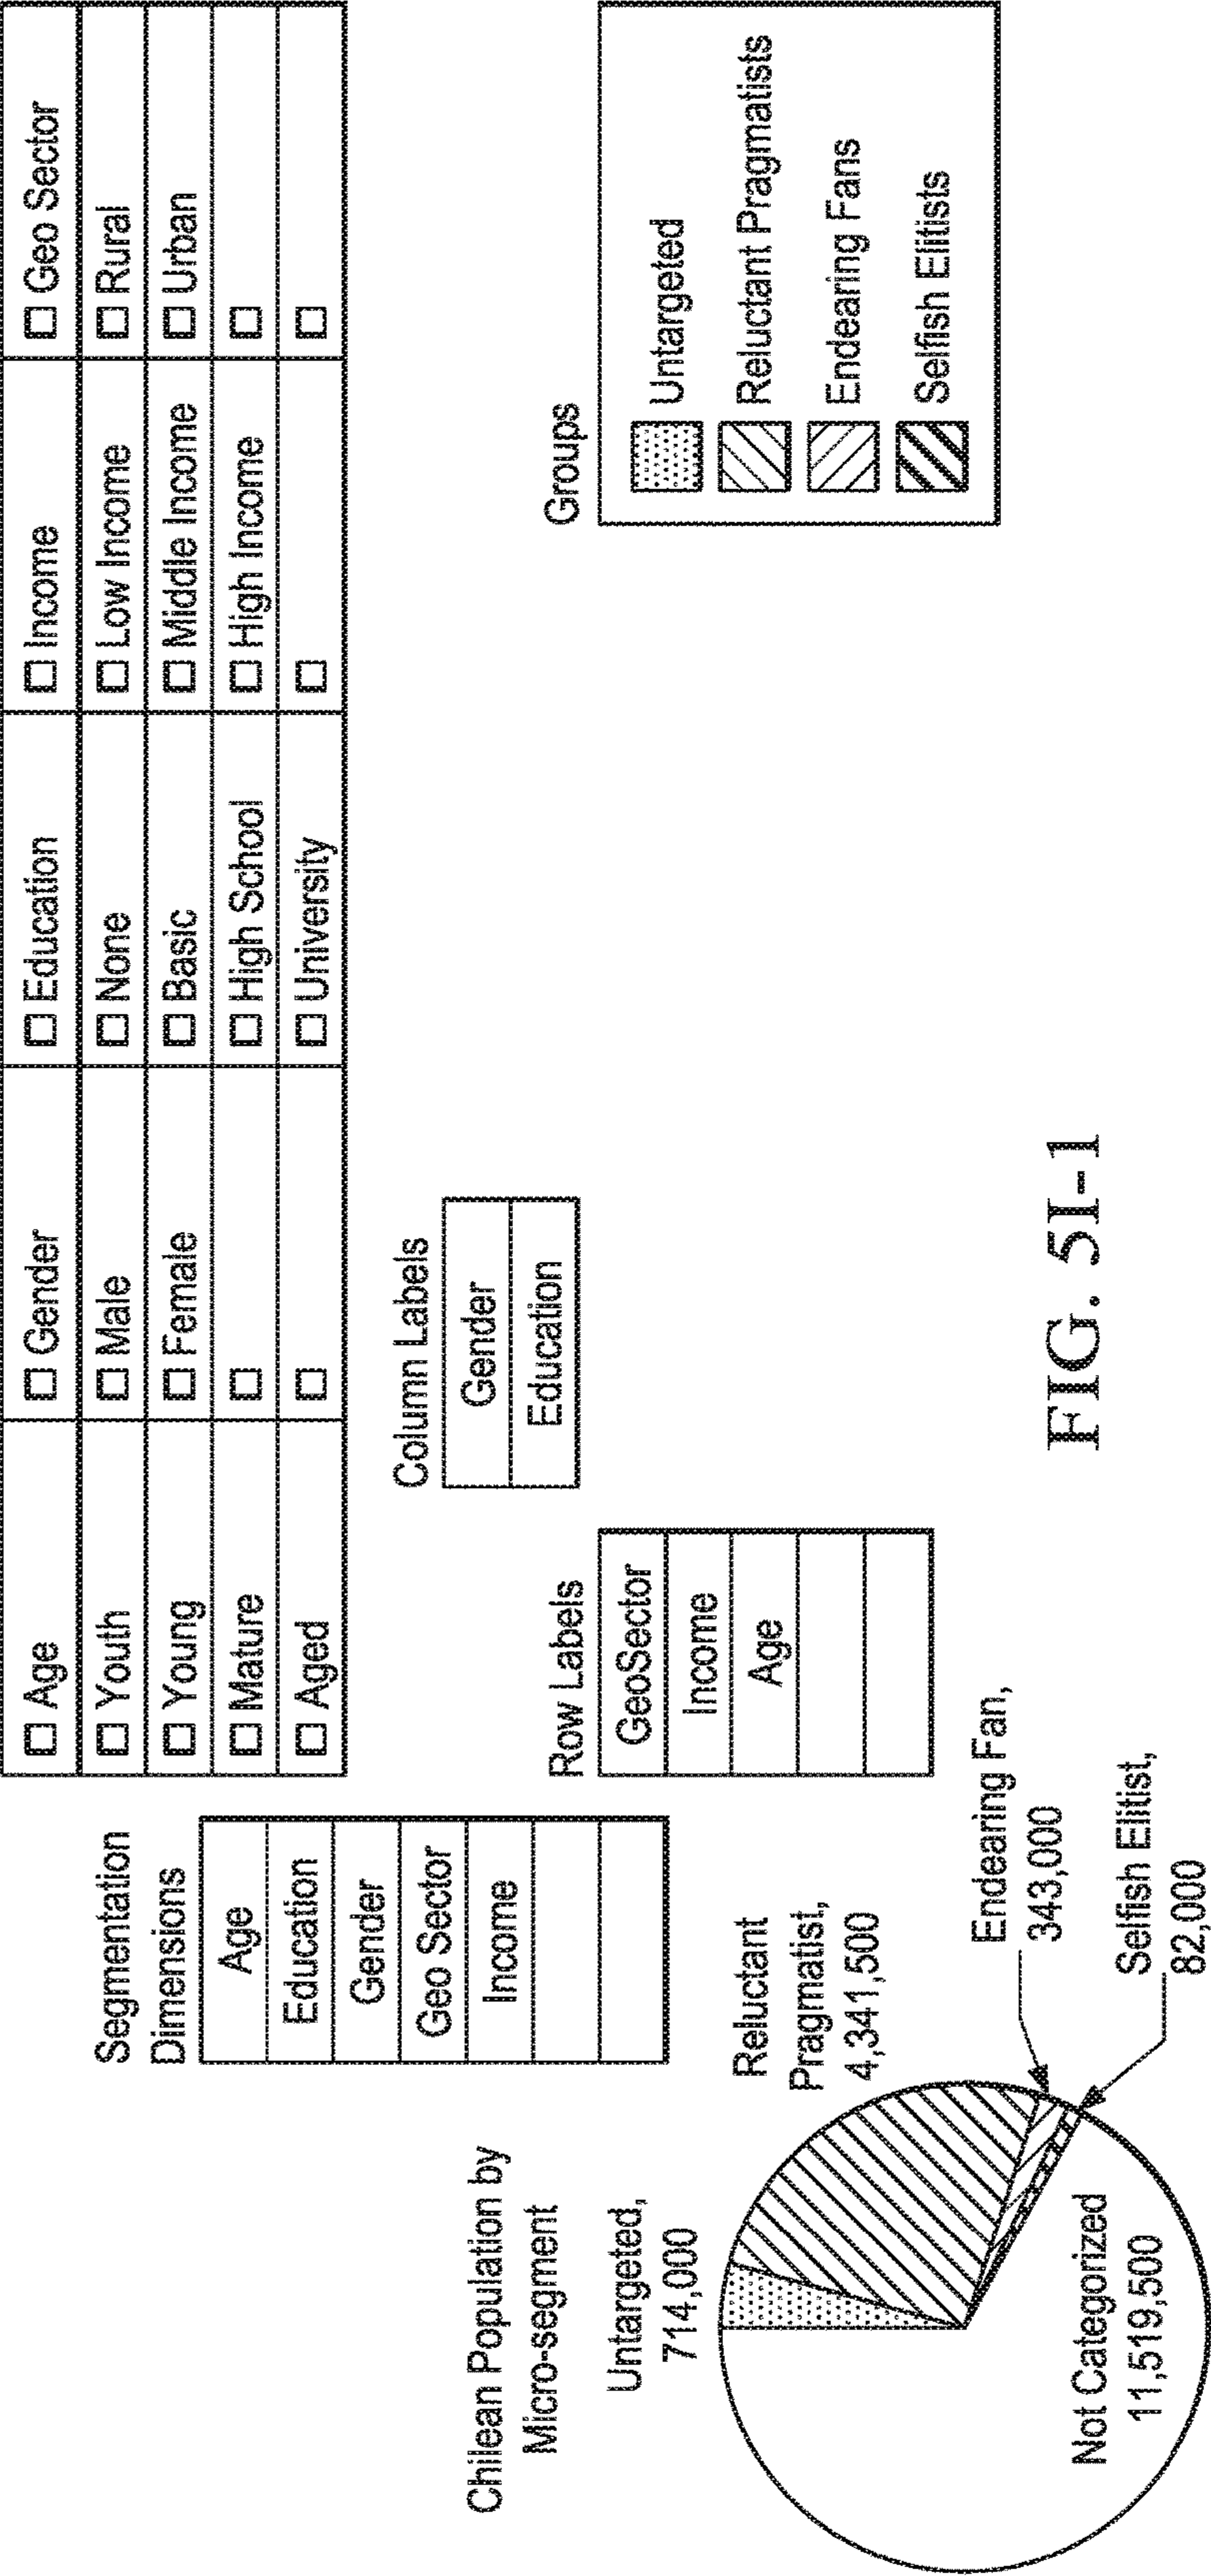 ☐ Age ☐ Gender ☐ Education ☐ Income ☐ Geo Sector
☐ Youth ☐ Male ☐ None ☐ Low Income ☐ Rural
☐ Young ☐ Female ☐ Basic ☐ Middle Income ☐ Urban
☐ Mature ☐ ☐ High School ☐ High Income ☐
☐ Aged ☐ ☐ University ☐ ☐
Segmentation
Dimensions
Age
Education
Gender
Geo Sector
Income
Column Labels
Gender
Education
Row Labels
GeoSector
Income
Age
Groups
Untargeted
Reluctant Pragmatists
Endearing Fans
Selfish Elitists
Chilean Population by
Micro-segment
Untargeted,
714,000
Reluctant
Pragmatist,
4,341,500
Endearing Fan,
343,000
Selfish Elitist,
82,000
Not Categorized
11,519,500
FIG. 5I-1